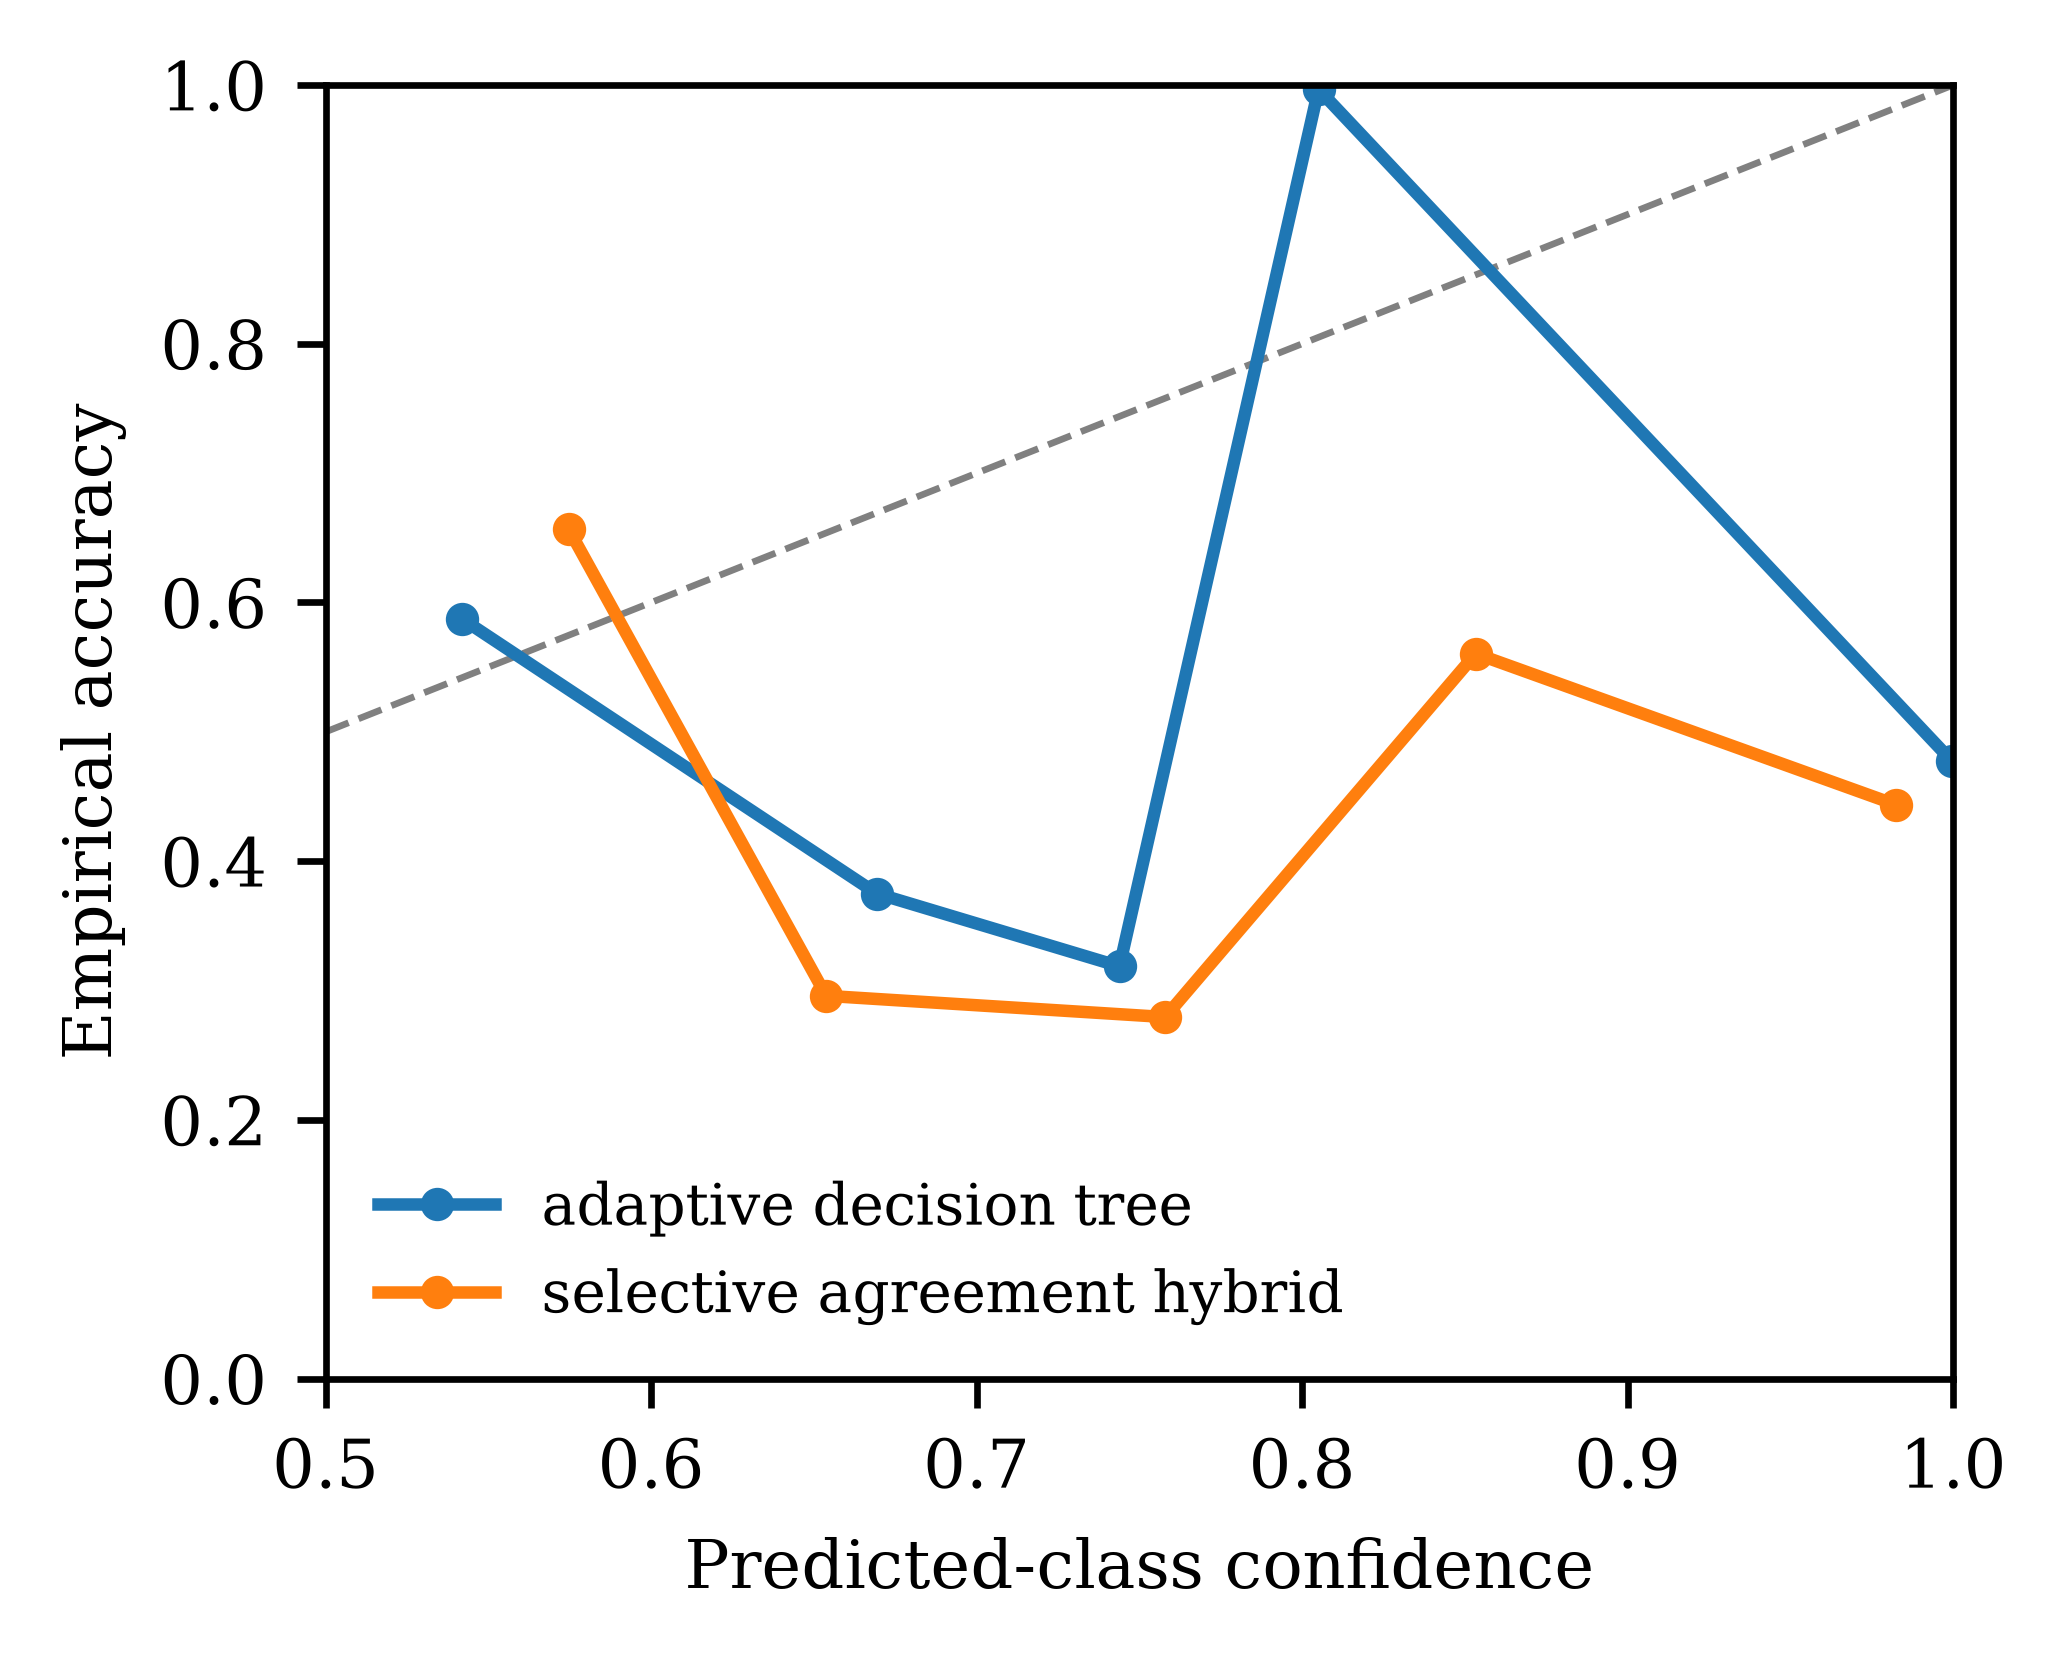 1.0
0.8
0.6
0.4
0.2
0.0
Empirical accuracy
adaptive decision tree
selective agreement hybrid
0.5 0.6 0.7 0.8 0.9 1.0
Predicted-class confidence